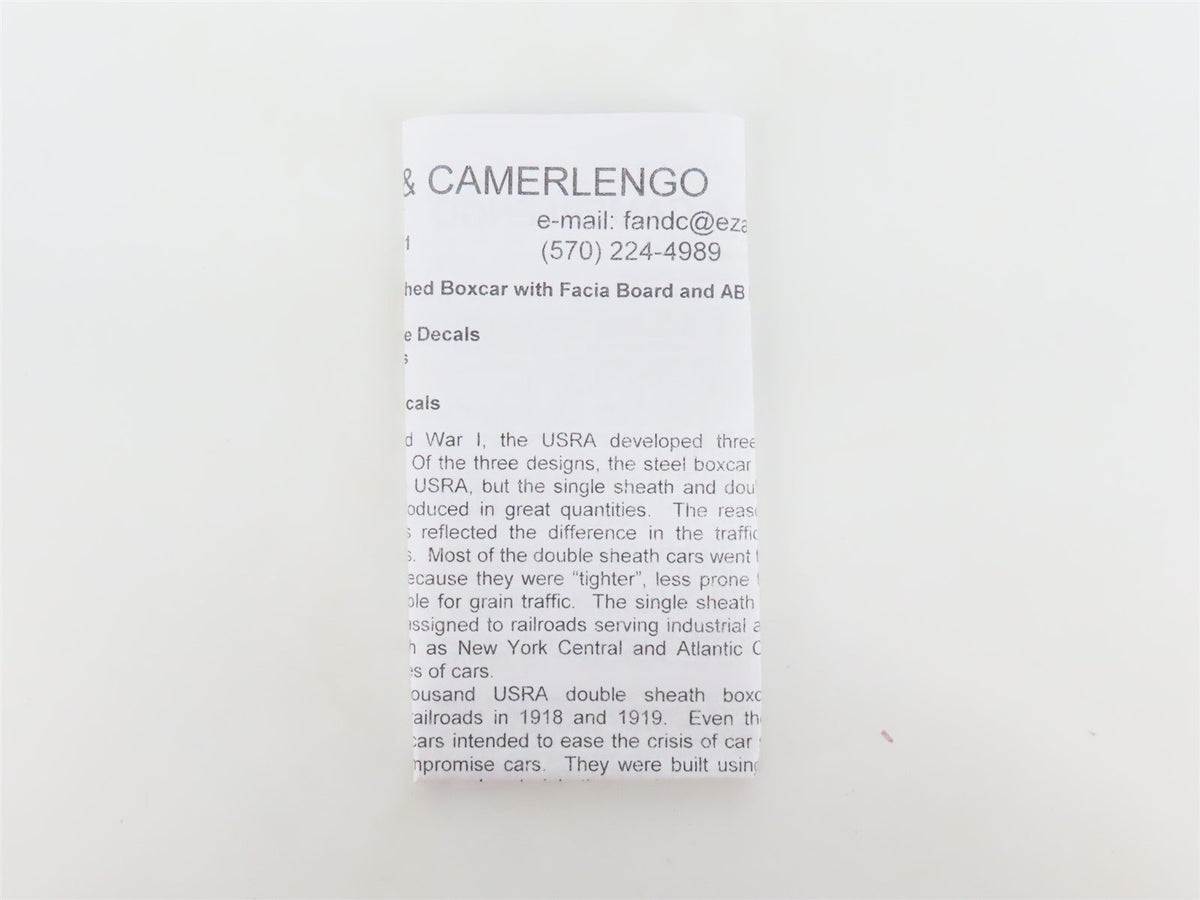 & CAMERLENGO
e-mail: fandc@eza
1
(570) 224-4989
hed Boxcar with Facia Board and AB
e Decals
s
cals
d War I, the USRA developed three
Of the three designs, the steel boxcar
USRA, but the single sheath and dou
oduced in great quantities. The reas
s reflected the difference in the traffic
s. Most of the double sheath cars went
ecause they were “tighter”, less prone
ble for grain traffic. The single sheath
ssigned to railroads serving industrial a
h as New York Central and Atlantic C
es of cars.
ousand USRA double sheath boxc
ailroads in 1918 and 1919. Even th
cars intended to ease the crisis of car
mpromise cars. They were built using